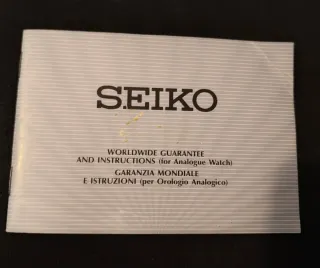 SEIKO
WORLDWIDE GUARANTEE
AND INSTRUCTIONS (for Analogue Watch)
GARANZIA MONDIALE
E ISTRUZIONI (per Orologio Analogico)